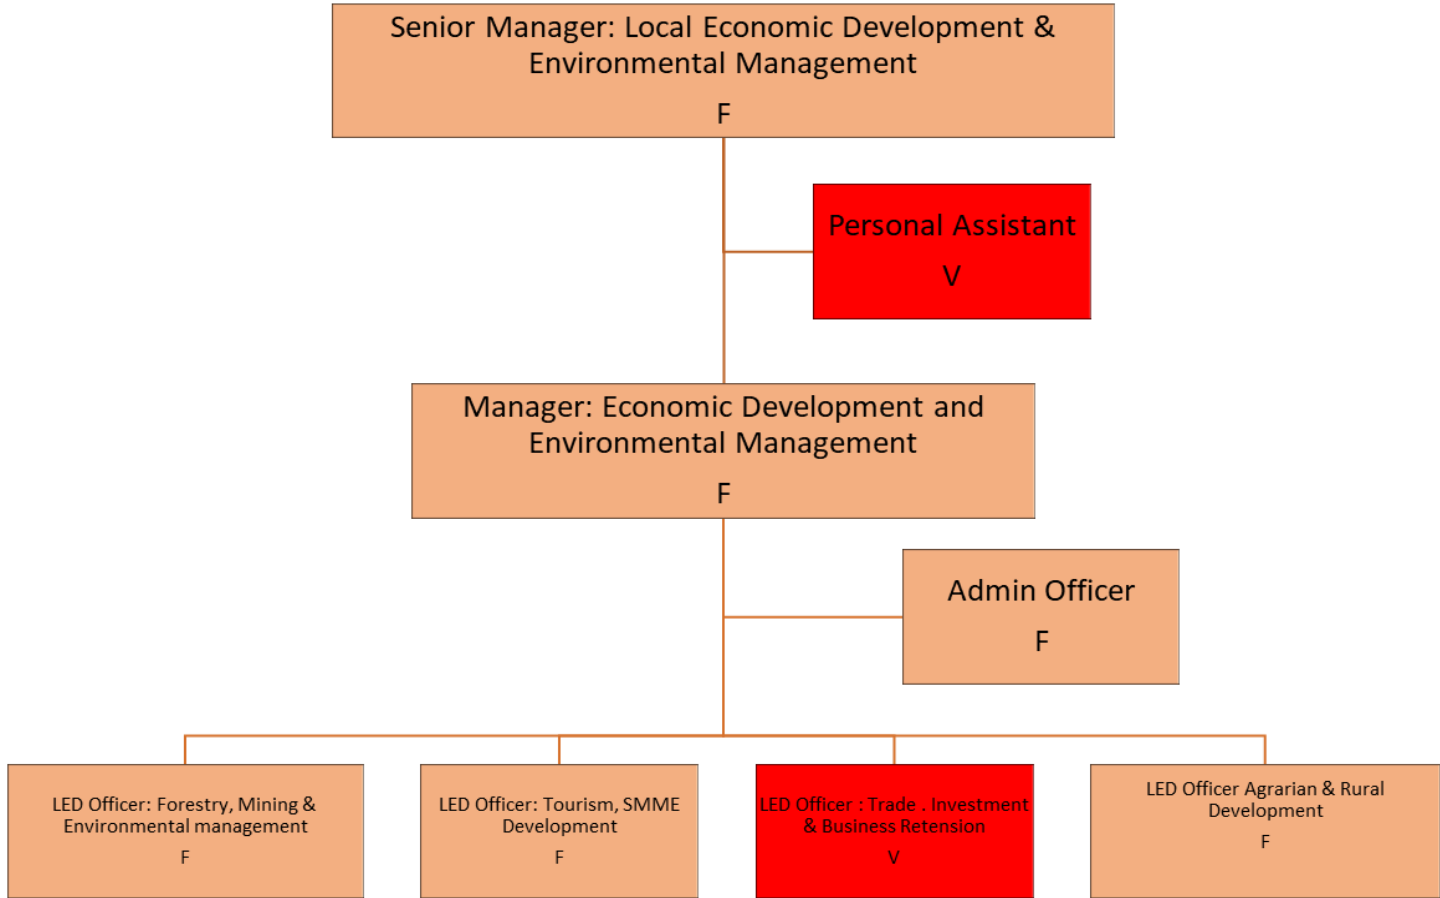 Senior Manager: Local Economic Development &
Environmental Management
F
Personal Assistant
V
Manager: Economic Development and
Environmental Management
F
Admin Officer
F
LED Officer: Forestry, Mining &
Environmental management
F
LED Officer: Tourism, SMME
Development
F
LED Officer : Trade . Investment
& Business Retension
V
LED Officer Agrarian & Rural
Development
F